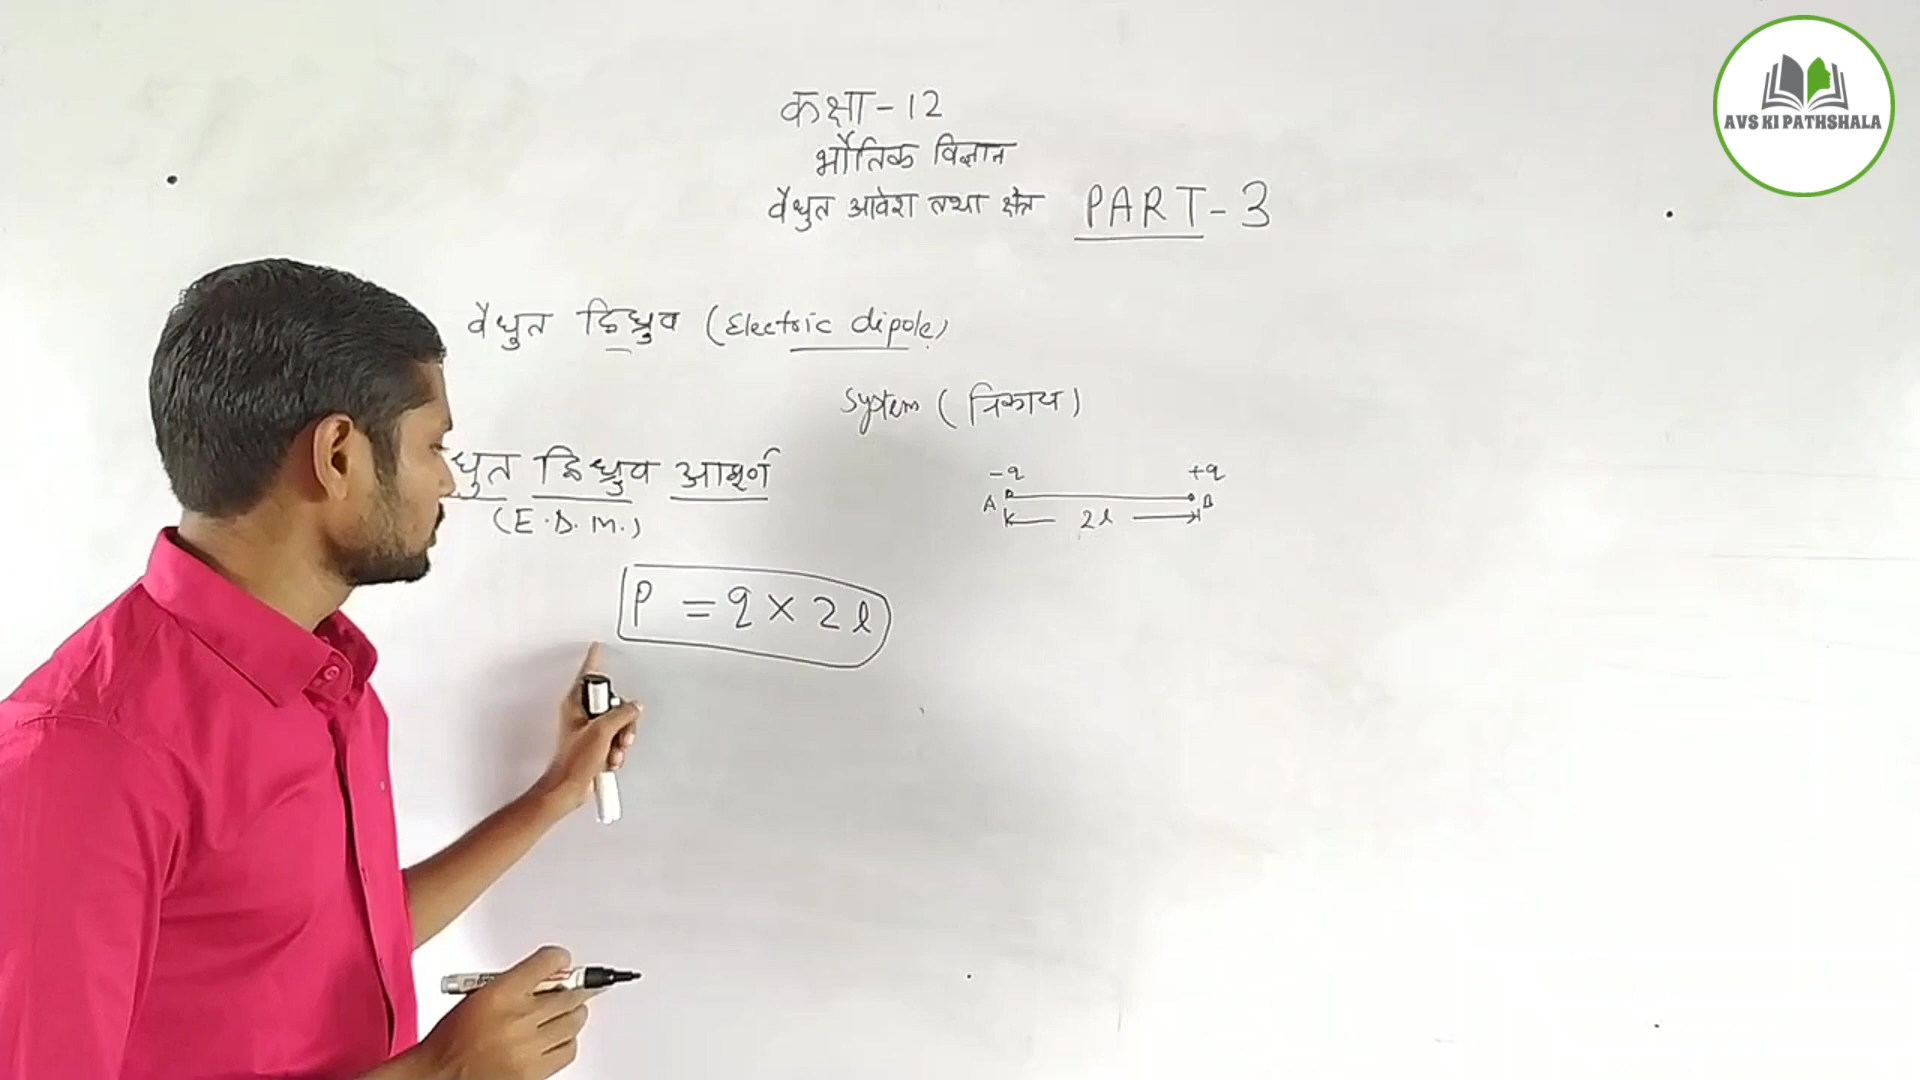 AVS KI PATHSHALA
कक्षा - 12
भौतिक विज्ञान
वैधुत आवेश तथा क्षेत्र PART - 3
वैधुत द्विध्रुव (Electric dipole)
System (निकाय)
धुत द्विध्रुव आघूर्ण
(E.D.M.)
-q +q
A B
2l
P = q × 2l